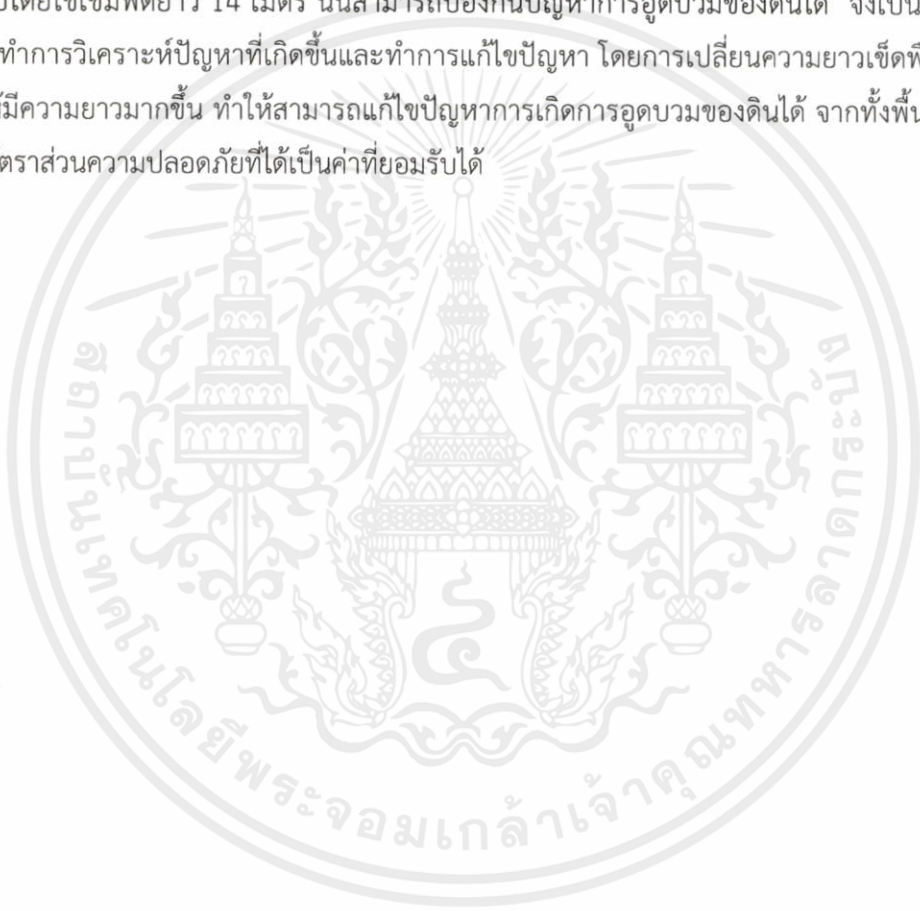 โดยใช้เข็มพืดยาว 14 เมตร นั้นสามารถป้องกันปัญหาการอูดบวมของดินได้ จึงเป็น
ทำการวิเคราะห์ปัญหาที่เกิดขึ้นและทำการแก้ไขปัญหา โดยการเปลี่ยนความยาวเข็ดพื
มีความยาวมากขึ้น ทำให้สามารถแก้ไขปัญหาการเกิดการอูดบวมของดินได้ จากทั้งพื้น
ตราส่วนความปลอดภัยที่ได้เป็นค่าที่ยอมรับได้
สถาบันเทคโนโลยีพระจอมเกล้าเจ้าคุณทหารลาดกระบัง